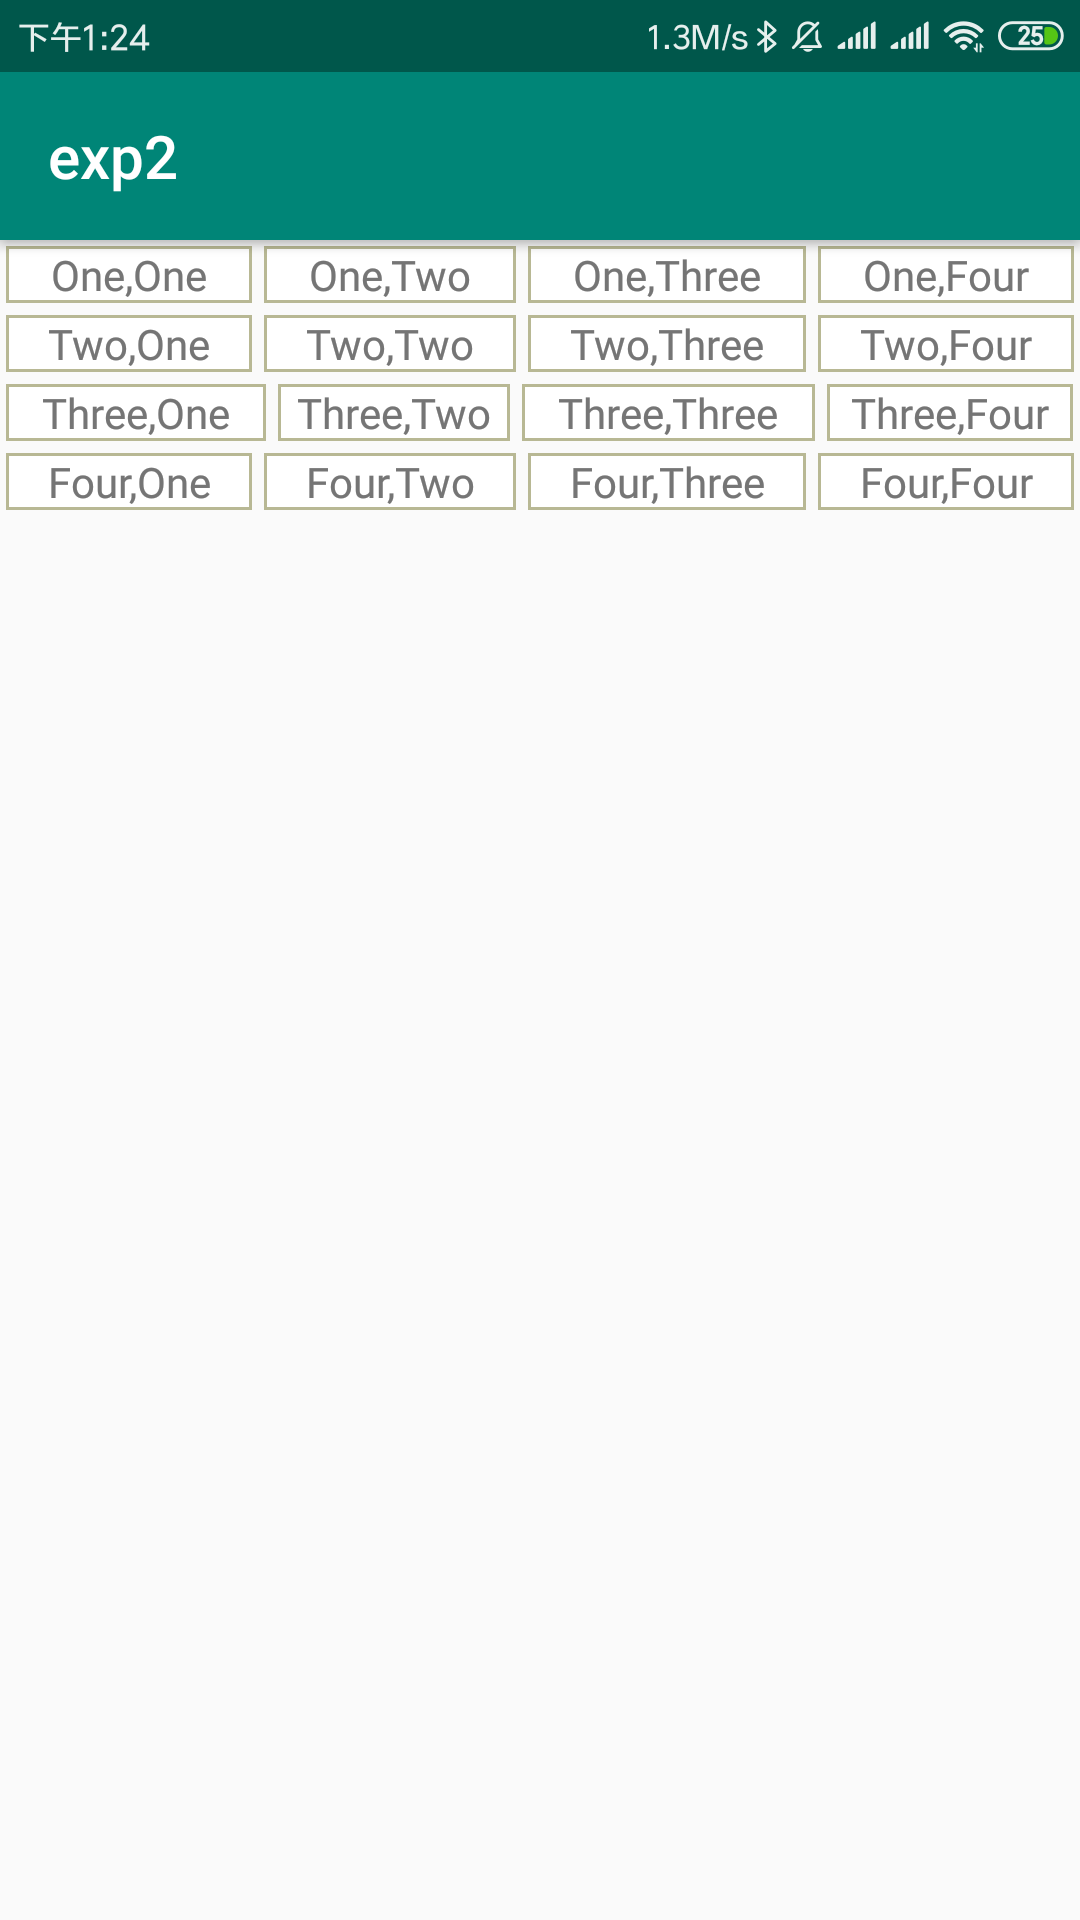 下午1:24 1.3M/s 25
exp2
One,One One,Two One,Three One,Four
Two,One Two,Two Two,Three Two,Four
Three,One Three,Two Three,Three Three,Four
Four,One Four,Two Four,Three Four,Four